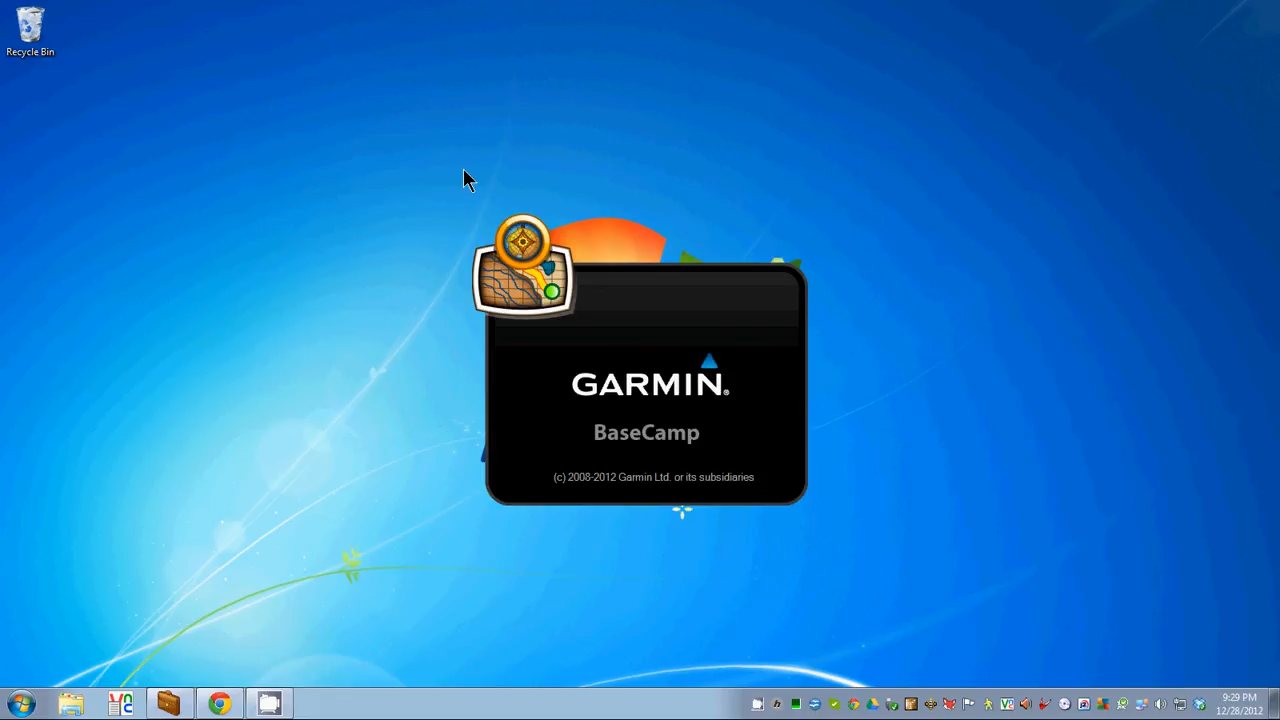 Recycle Bin
GARMIN®
BaseCamp
(c) 2008-2012 Garmin Ltd. or its subsidiaries
9:29 PM
12/28/2012